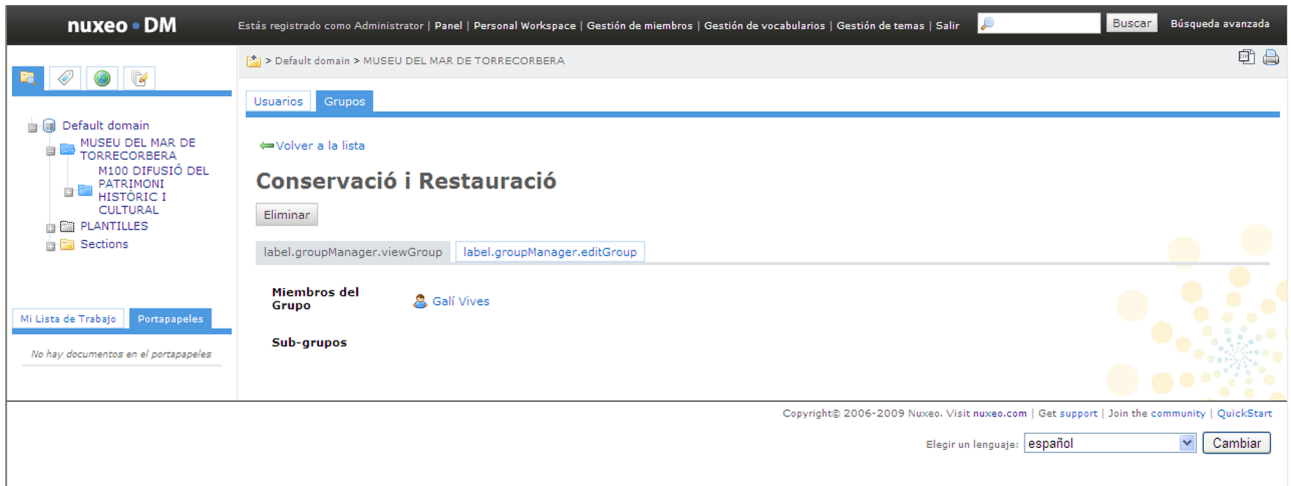 nuxeo DM
Estás registrado como Administrator | Panel | Personal Workspace | Gestión de miembros | Gestión de vocabularios | Gestión de temas | Salir
Buscar
Búsqueda avanzada
> Default domain > MUSEU DEL MAR DE TORRECORBERA
Usuarios
Grupos
Default domain
MUSEU DEL MAR DE
TORRECORBERA
M100 DIFUSIÓ DEL
PATRIMONI
HISTÒRIC I
CULTURAL
PLANTILLES
Sections
Mi Lista de Trabajo
Portapapeles
No hay documentos en el portapapeles
Volver a la lista
Conservació i Restauració
Eliminar
label.groupManager.viewGroup
label.groupManager.editGroup
Miembros del
Grupo
Galí Vives
Sub-grupos
Copyright© 2006-2009 Nuxeo. Visit nuxeo.com | Get support | Join the community | QuickStart
Elegir un lenguaje:
español
Cambiar